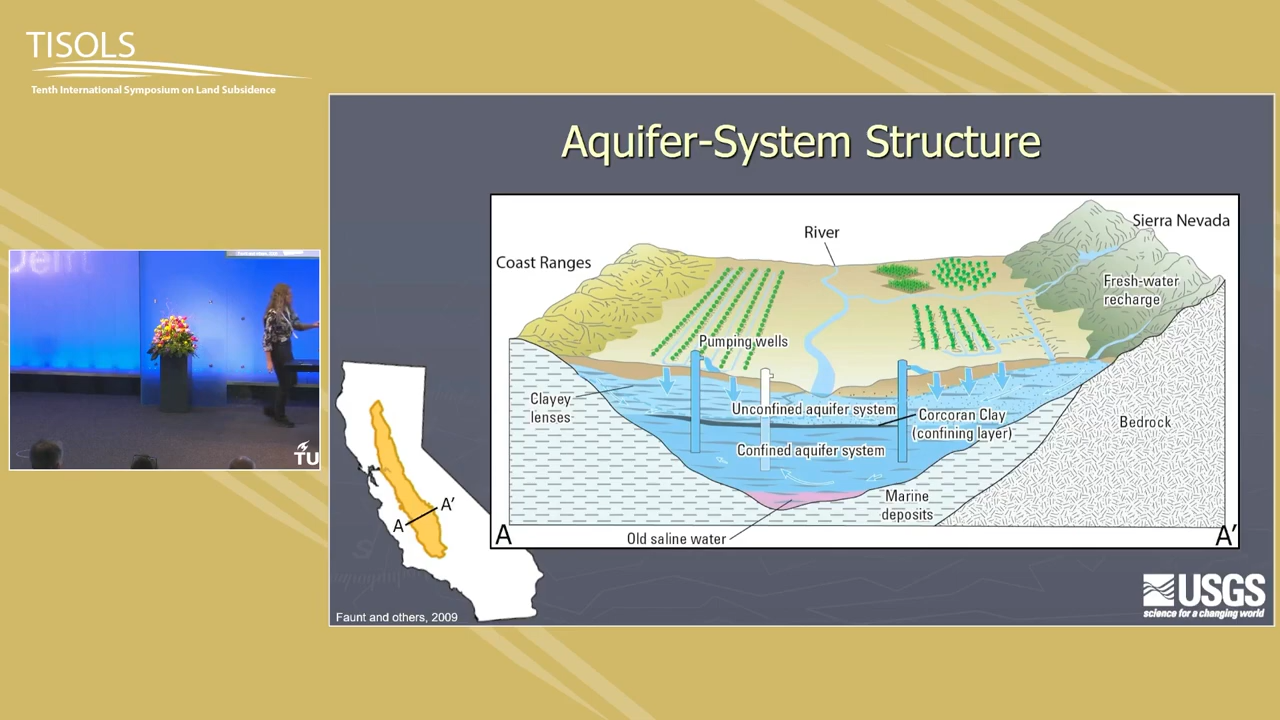 TISOLS
Tenth International Symposium on Land Subsidence
Delft
TU
Aquifer-System Structure
River
Sierra Nevada
Coast Ranges
Fresh-water
recharge
Pumping wells
Clayey
lenses
Unconfined aquifer system
Corcoran Clay
(confining layer)
Bedrock
Confined aquifer system
Marine
deposits
Old saline water
A
A'
A
A'
Faunt and others, 2009
USGS
science for a changing world